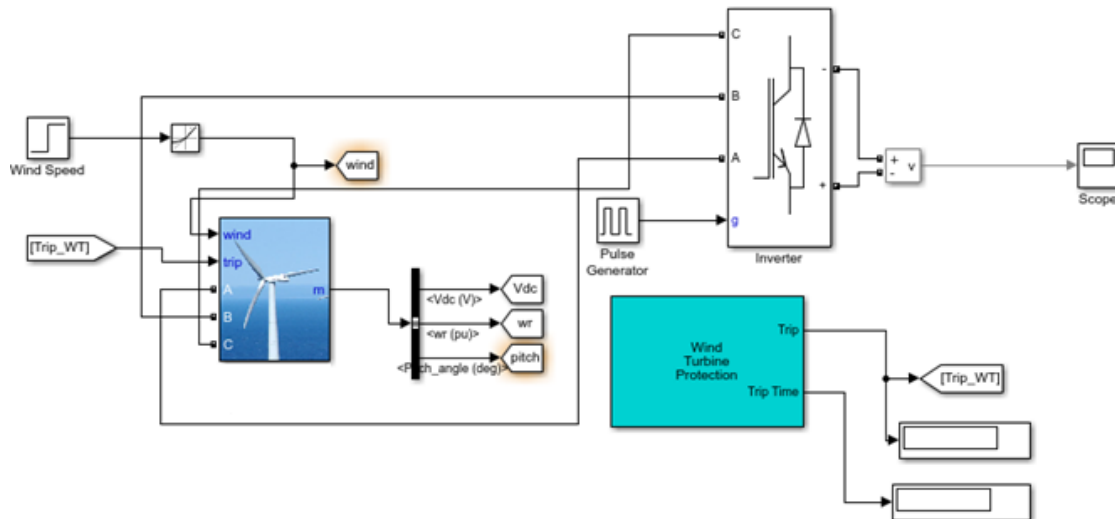 C
B
A
g
-
+
Inverter
+
-
v
Scope
Wind Speed
wind
Pulse
Generator
[Trip_WT]
wind
trip
A
B
C
m
<Vdc (V)>
<wr (pu)>
<Pitch_angle (deg)>
Vdc
wr
pitch
Wind
Turbine
Protection
Trip
Trip Time
[Trip_WT]